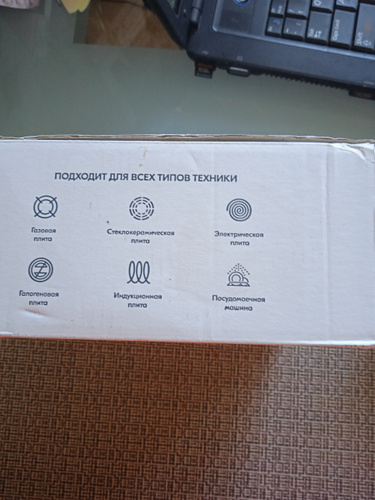 ПОДХОДИТ ДЛЯ ВСЕХ ТИПОВ ТЕХНИКИ
Газовая
плита
Стеклокерамическая
плита
Электрическая
плита
Галогеновая
плита
Индукционная
плита
Посудомоечная
машина